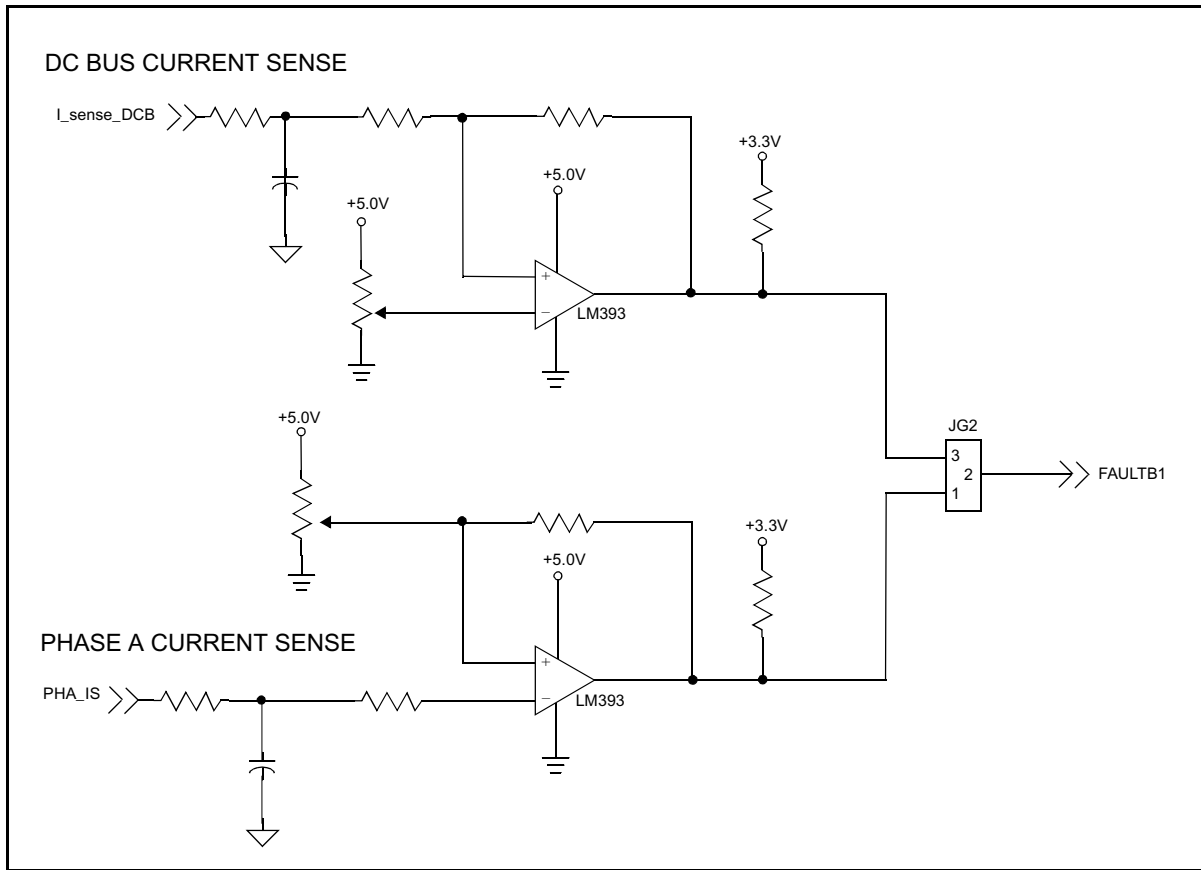 DC BUS CURRENT SENSE
I_sense_DCB
+3.3V
+5.0V
+5.0V
+
−
LM393
+5.0V
JG2
3
2
1
FAULTB1
+3.3V
+5.0V
PHASE A CURRENT SENSE
+
−
LM393
PHA_IS